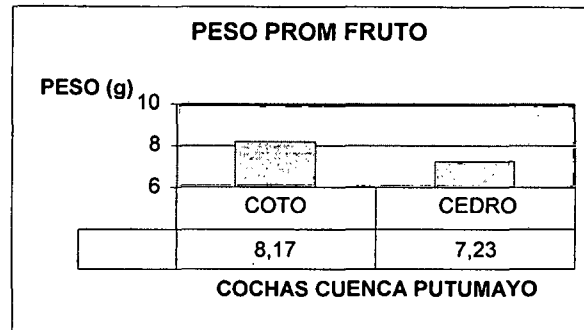 PESO PROM FRUTO
PESO (g)
10
8
6
COTO CEDRO
8,17 7,23
COCHAS CUENCA PUTUMAYO